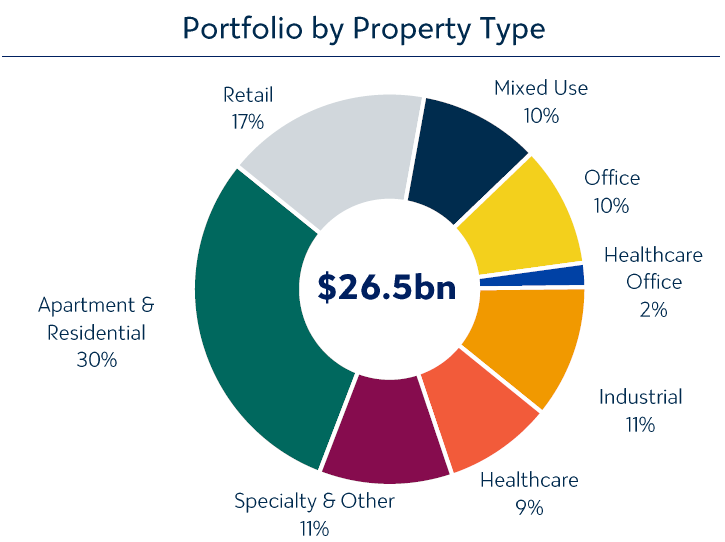 Portfolio by Property Type
Retail
17%
Mixed Use
10%
Office
10%
Healthcare
Office
2%
$26.5bn
Apartment &
Residential
30%
Industrial
11%
Healthcare
9%
Specialty & Other
11%